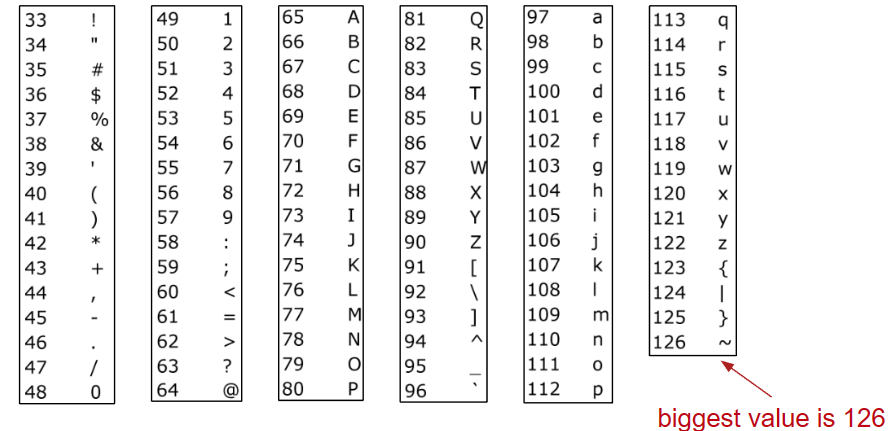 33 !
34 "
35 #
36 $
37 %
38 &
39 '
40 (
41 )
42 *
43 +
44 ,
45 -
46 .
47 /
48 0
49 1
50 2
51 3
52 4
53 5
54 6
55 7
56 8
57 9
58 :
59 ;
60 <
61 =
62 >
63 ?
64 @
65 A
66 B
67 C
68 D
69 E
70 F
71 G
72 H
73 I
74 J
75 K
76 L
77 M
78 N
79 O
80 P
81 Q
82 R
83 S
84 T
85 U
86 V
87 W
88 X
89 Y
90 Z
91 [
92 \
93 ]
94 ^
95 _
96 `
97 a
98 b
99 c
100 d
101 e
102 f
103 g
104 h
105 i
106 j
107 k
108 l
109 m
110 n
111 o
112 p
113 q
114 r
115 s
116 t
117 u
118 v
119 w
120 x
121 y
122 z
123 {
124 |
125 }
126 ~
biggest value is 126